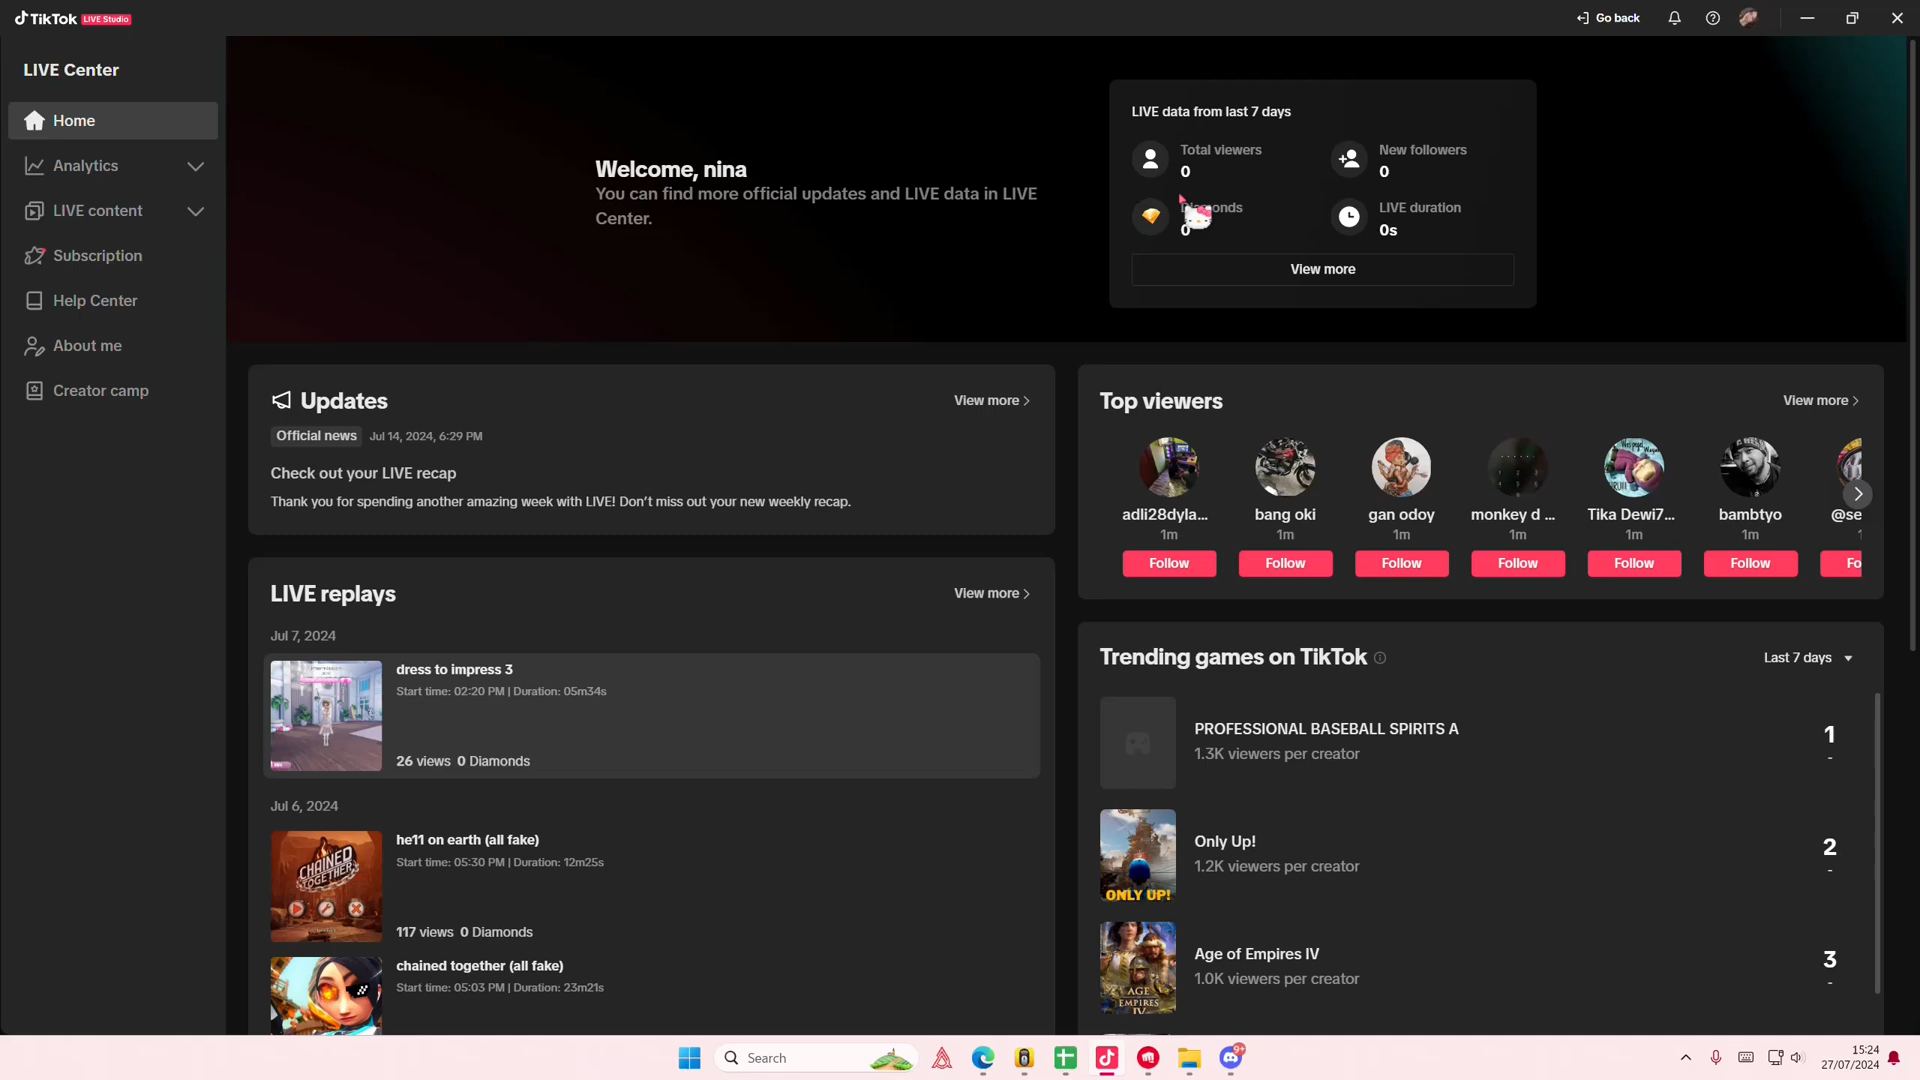 TikTok LIVE Studio
Go back
LIVE Center
Home
Analytics
LIVE content
Subscription
Help Center
About me
Creator camp
Welcome, nina
You can find more official updates and LIVE data in LIVE
Center.
LIVE data from last 7 days
Total viewers
0
New followers
0
Diamonds
0
LIVE duration
0s
View more
Updates
View more
Official news Jul 14, 2024, 6:29 PM
Check out your LIVE recap
Thank you for spending another amazing week with LIVE! Don't miss out your new weekly recap.
LIVE replays
View more
Jul 7, 2024
dress to impress 3
Start time: 02:20 PM | Duration: 05m34s
26 views 0 Diamonds
Jul 6, 2024
he11 on earth (all fake)
Start time: 05:30 PM | Duration: 12m25s
CHAINED
TOGETHER
117 views 0 Diamonds
chained together (all fake)
Start time: 05:03 PM | Duration: 23m21s
Top viewers
View more
adli28dyla... bang oki gan odoy monkey d ... Tika Dewi7... bambtyo @se
1m 1m 1m 1m 1m 1m
Follow Follow Follow Follow Follow Follow Fo
Trending games on TikTok
Last 7 days
PROFESSIONAL BASEBALL SPIRITS A
1.3K viewers per creator
1
-
Only Up!
1.2K viewers per creator
ONLY UP!
2
-
Age of Empires IV
1.0K viewers per creator
AGE
EMPIRES
IV
3
-
Search
9+
15:24
27/07/2024